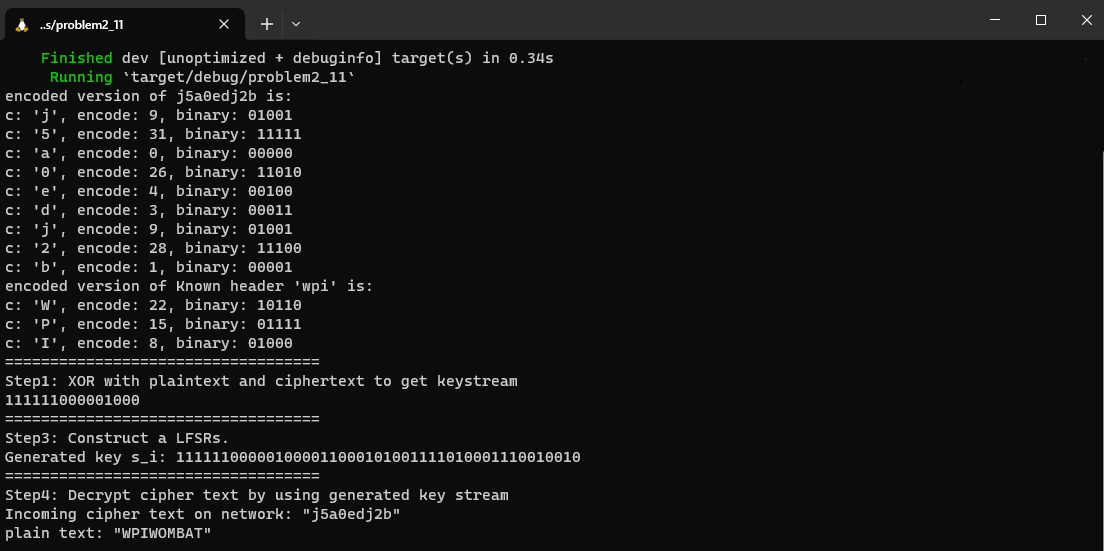 ..s/problem2_11
Finished dev [unoptimized + debuginfo] target(s) in 0.34s
Running `target/debug/problem2_11`
encoded version of j5a0edj2b is:
c: 'j', encode: 9, binary: 01001
c: '5', encode: 31, binary: 11111
c: 'a', encode: 0, binary: 00000
c: '0', encode: 26, binary: 11010
c: 'e', encode: 4, binary: 00100
c: 'd', encode: 3, binary: 00011
c: 'j', encode: 9, binary: 01001
c: '2', encode: 28, binary: 11100
c: 'b', encode: 1, binary: 00001
encoded version of Known header 'wpi' is:
c: 'W', encode: 22, binary: 10110
c: 'P', encode: 15, binary: 01111
c: 'I', encode: 8, binary: 01000
===================================
Step1: XOR with plaintext and ciphertext to get keystream
111111000001000
===================================
Step3: Construct a LFSRs.
Generated key s_i: 111111000001000011000101001111010001110010010
===================================
Step4: Decrypt cipher text by using generated key stream
Incoming cipher text on network: "j5a0edj2b"
plain text: "WPIWOMBAT"